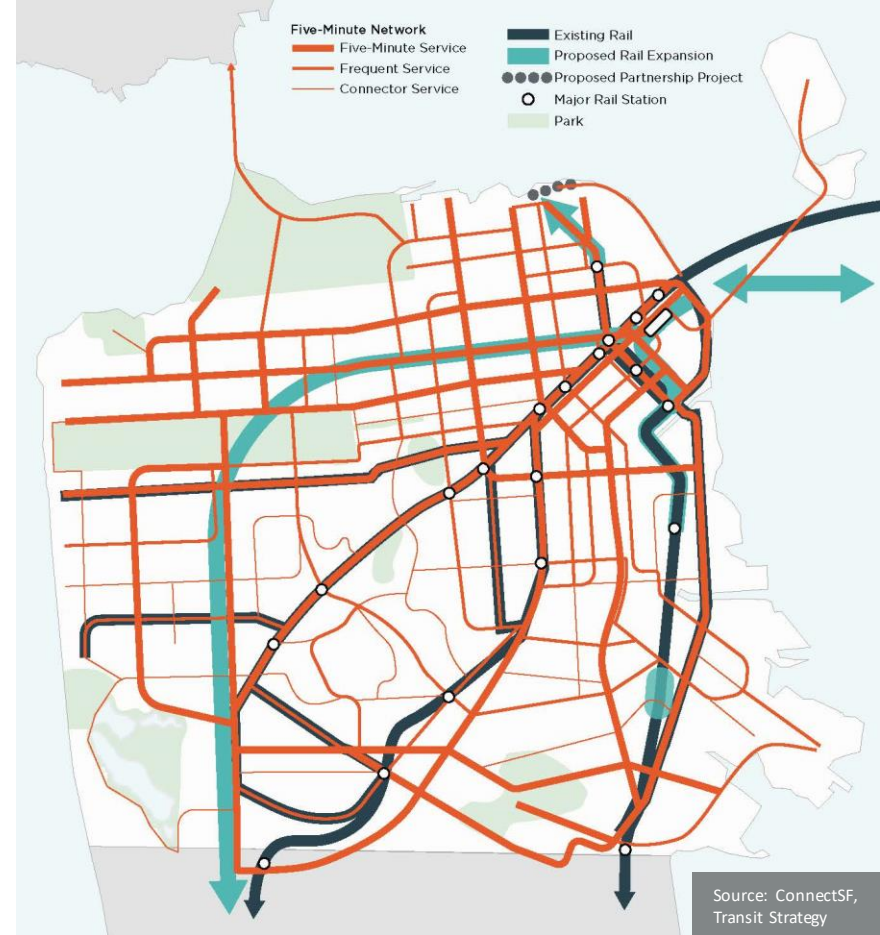 Five-Minute Network
Five-Minute Service
Frequent Service
Connector Service
Existing Rail
Proposed Rail Expansion
Proposed Partnership Project
Major Rail Station
Park
Source: ConnectSF,
Transit Strategy